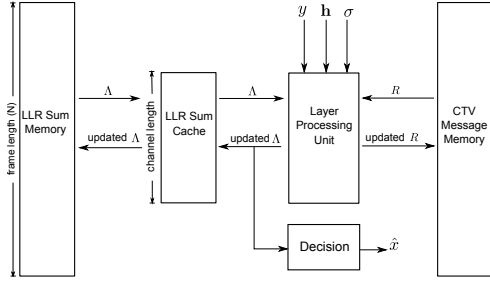 y h σ
frame length (N)
LLR Sum
Memory
Λ
updated Λ
channel length
LLR Sum
Cache
Λ
updated Λ
Layer
Processing
Unit
R
updated R
CTV
Message
Memory
Decision
x̂